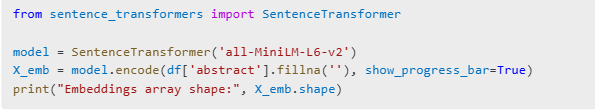 from sentence_transformers import SentenceTransformer
model = SentenceTransformer('all-MiniLM-L6-v2')
X_emb = model.encode(df['abstract'].fillna(''), show_progress_bar=True)
print("Embeddings array shape:", X_emb.shape)